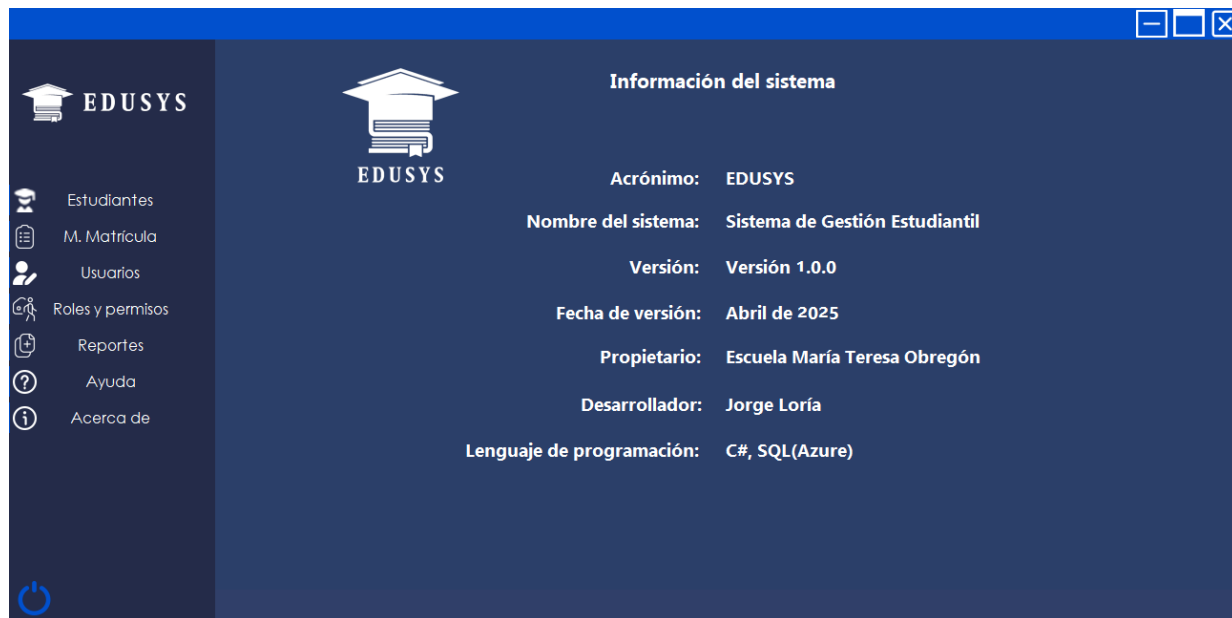 EDUSYS
Estudiantes
M. Matrícula
Usuarios
Roles y permisos
Reportes
Ayuda
Acerca de
EDUSYS
Información del sistema
Acrónimo: EDUSYS
Nombre del sistema: Sistema de Gestión Estudiantil
Versión: Versión 1.0.0
Fecha de versión: Abril de 2025
Propietario: Escuela María Teresa Obregón
Desarrollador: Jorge Loría
Lenguaje de programación: C#, SQL(Azure)